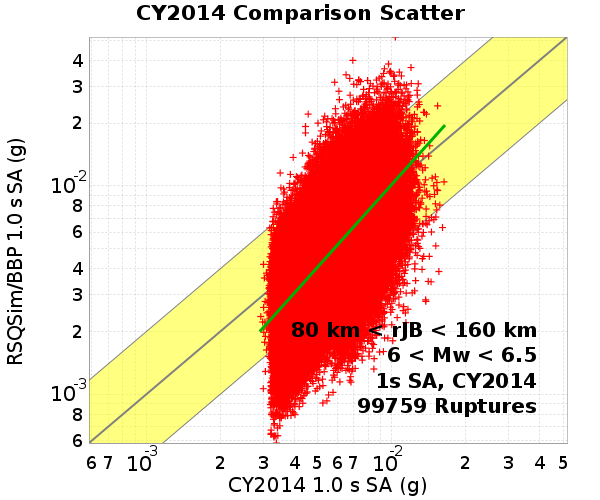 CY2014 Comparison Scatter
RSQSim/BBP 1.0 s SA (g)
4
3
2
10-2
8
6
4
3
2
10-3
8
6
80 km < rJB < 160 km
6 < Mw < 6.5
1s SA, CY2014
99759 Ruptures
6 7 10-3 2 3 4 5 6 7 10-2 2 3 4 5
CY2014 1.0 s SA (g)